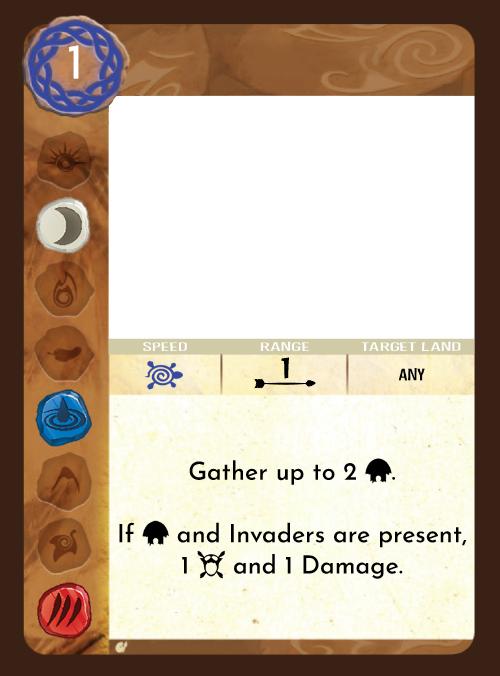 1
SPEED RANGE TARGET LAND
1 ANY
Gather up to 2 .
If and Invaders are present,
1 and 1 Damage.